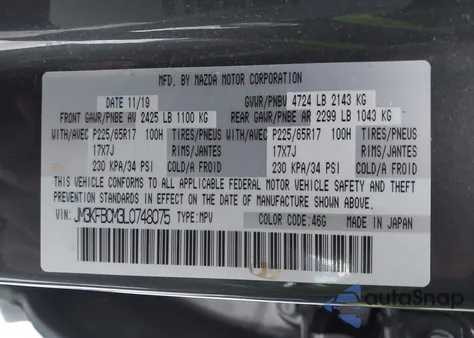 MFD. BY MAZDA MOTOR CORPORATION
DATE 11/19 GVWR/PNBV 4724 LB 2143 KG
FRONT GAWR/PNBE AV 2425 LB 1100 KG REAR GAWR/PNBE AR 2299 LB 1043 KG
WITH/AVEC P225/65R17 100H TIRES/PNEUS WITH/AVEC P225/65R17 100H TIRES/PNEUS
17X7J RIMS/JANTES 17X7J RIMS/JANTES
230 KPA/34 PSI 230 KPA/34 PSI
THIS VEHICLE CONFORMS TO ALL APPLICABLE FEDERAL MOTOR VEHICLE SAFETY AND THEFT
PREVENTION STANDARDS IN EFFECT ON THE DATE OF MANUFACTURE SHOWN ABOVE.
VIN: JM3KFBCM3L0748075 TYPE:MPV COLOR CODE:46G MADE IN JAPAN
autoSnap